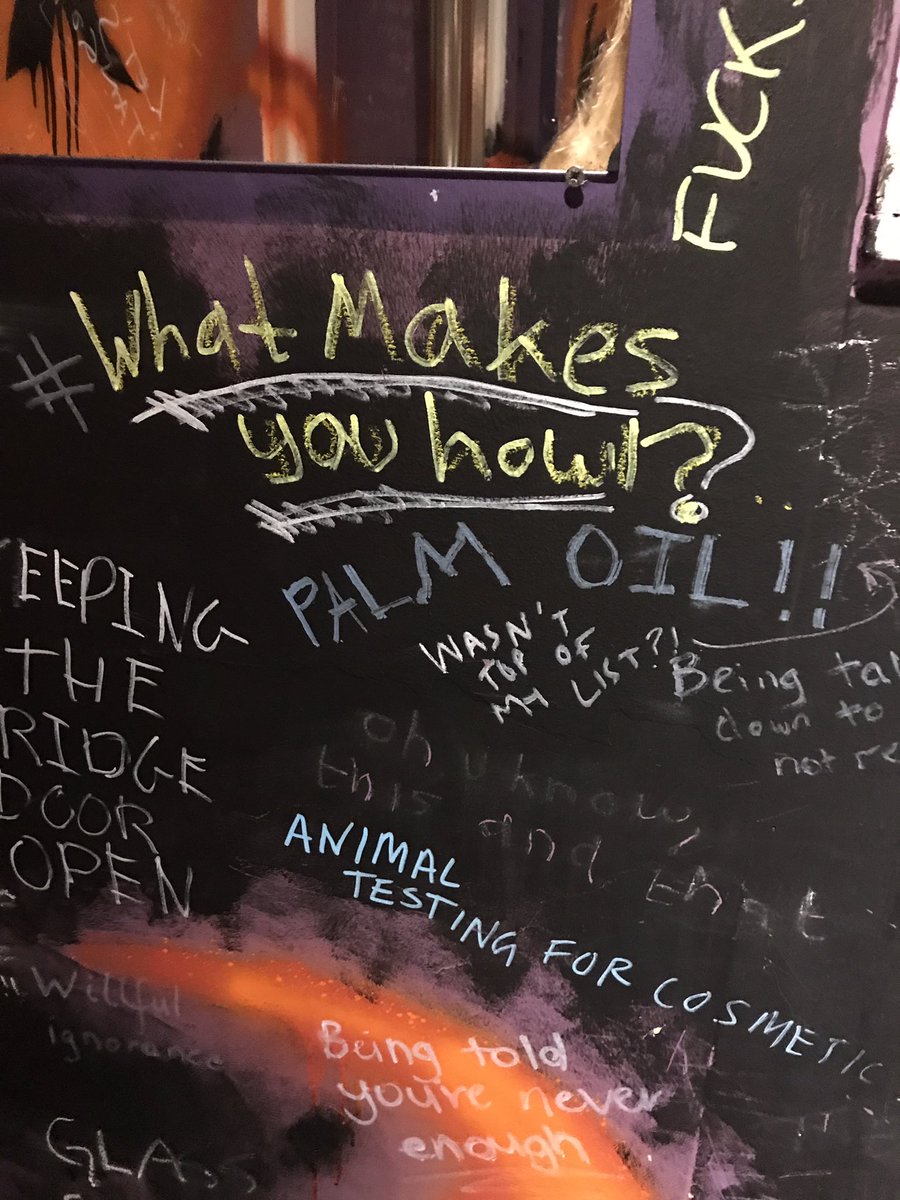 FUCK
#What Makes
you howl?
PALM OIL!!
WASN'T
TOP OF
MY LIST?!
EEPING
THE
RIDGE
DOOR
OPEN
Being tal
down to
not re
oh u know,
this and that
ANIMAL
TESTING FOR COSMETIC
"Willful
ignorance
Being told
you're never
enough
GLASS